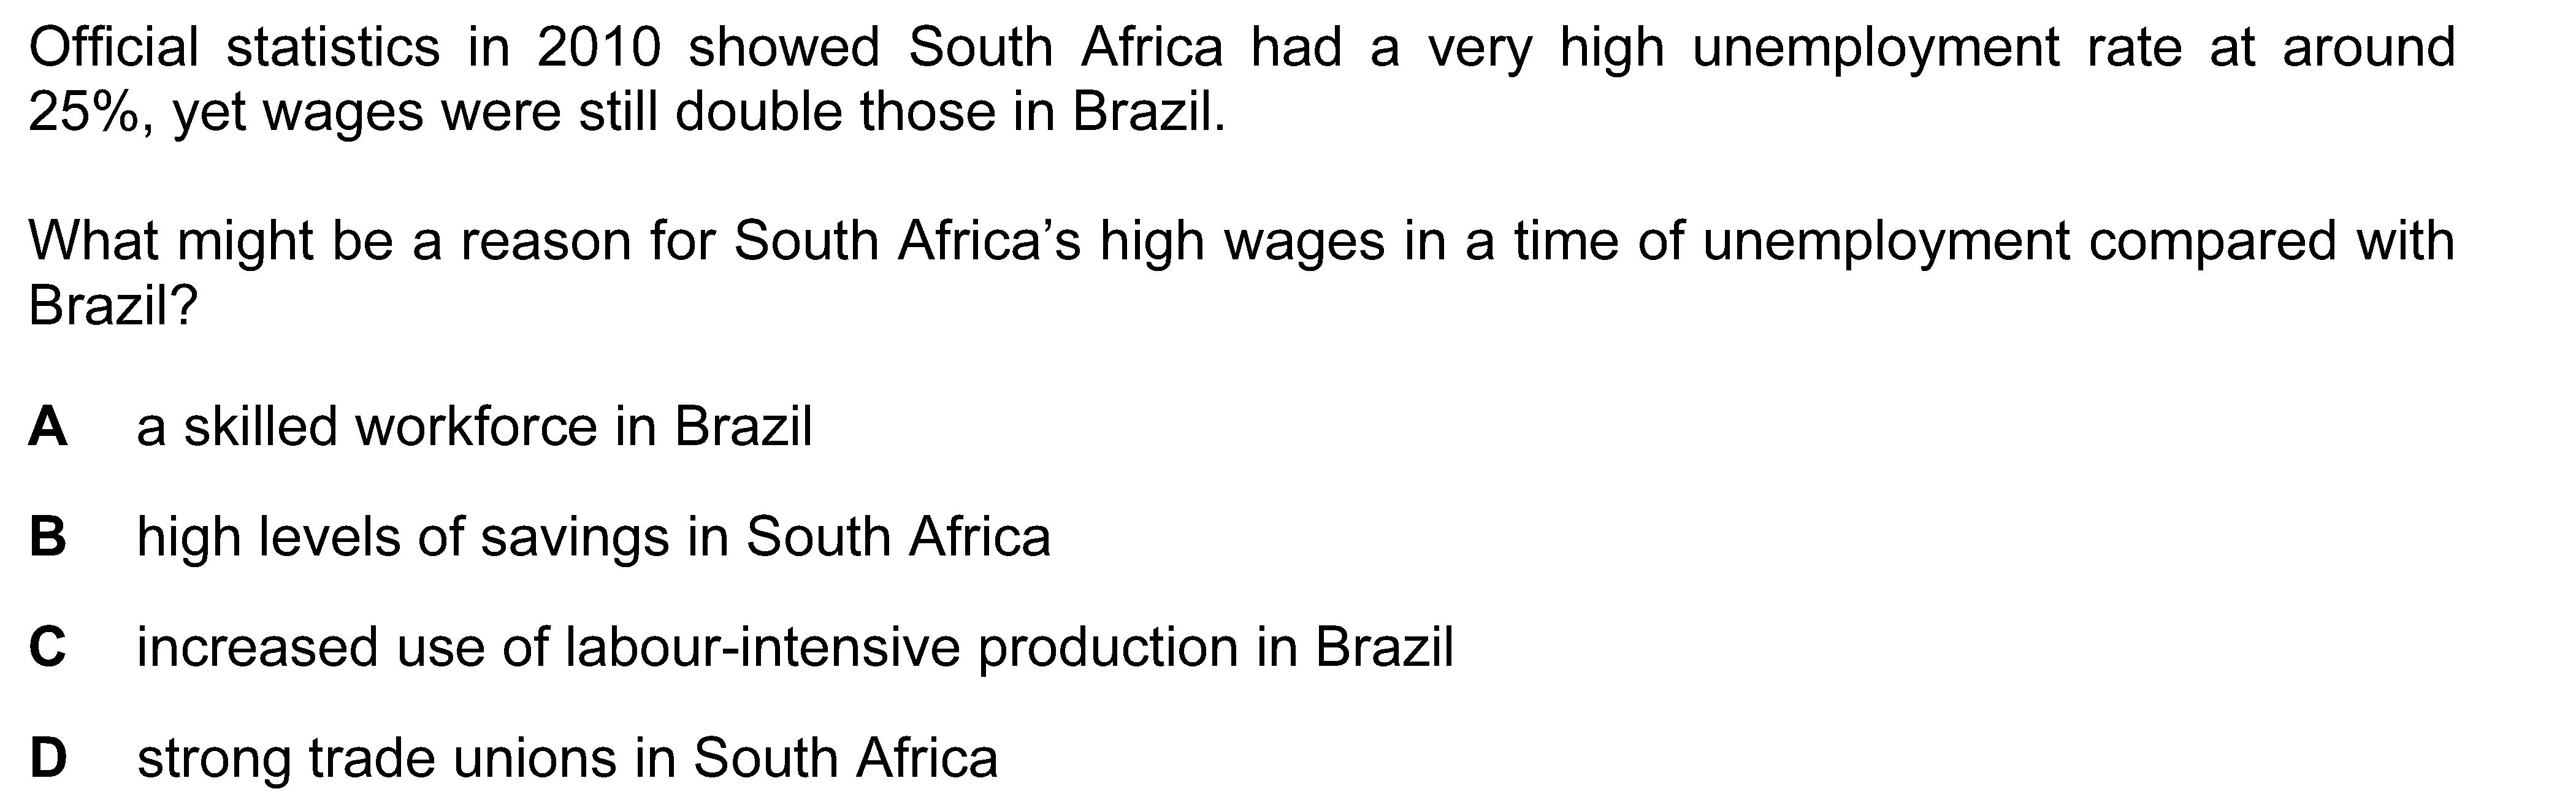 Official statistics in 2010 showed South Africa had a very high unemployment rate at around
25%, yet wages were still double those in Brazil.
What might be a reason for South Africa’s high wages in a time of unemployment compared with
Brazil?
A a skilled workforce in Brazil
B high levels of savings in South Africa
C increased use of labour-intensive production in Brazil
D strong trade unions in South Africa